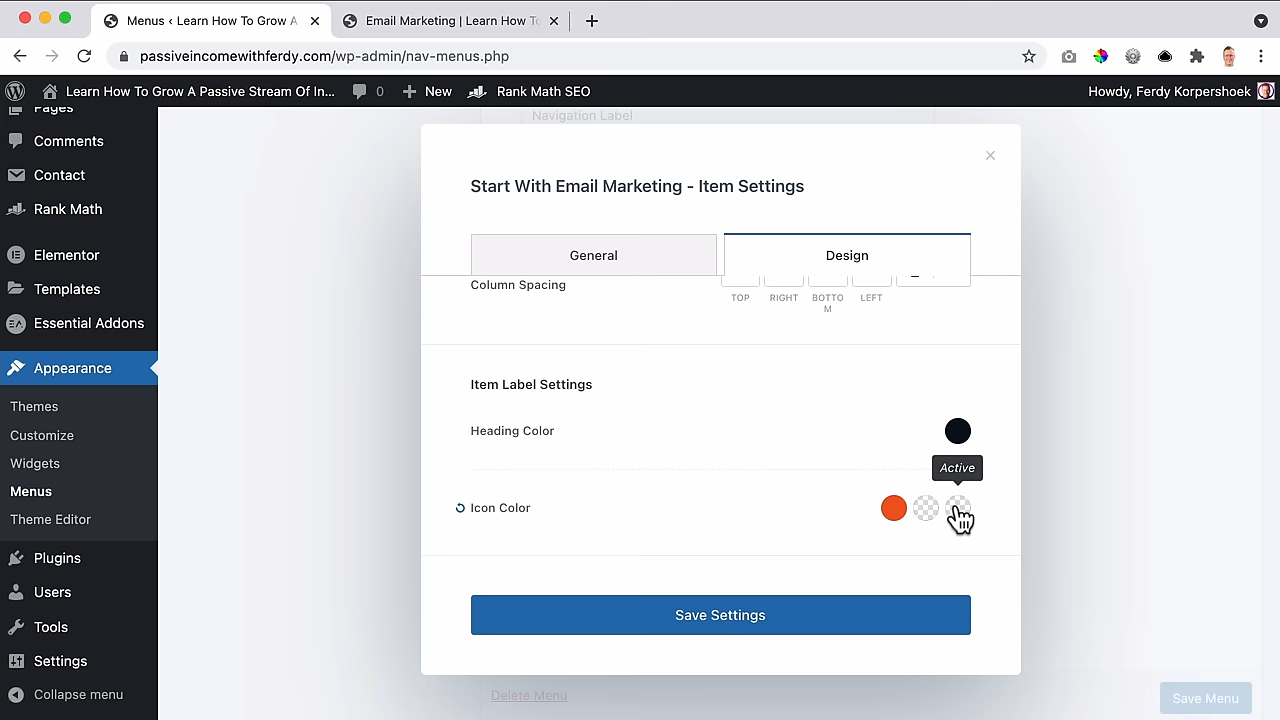 Menus ‹ Learn How To Grow A
Email Marketing | Learn How To
passiveincomewithferdy.com/wp-admin/nav-menus.php
Learn How To Grow A Passive Stream Of In...
0
New
Rank Math SEO
Howdy, Ferdy Korpershoek
Pages
Comments
Contact
Rank Math
Elementor
Templates
Essential Addons
Appearance
Themes
Customize
Widgets
Menus
Theme Editor
Plugins
Users
Tools
Settings
Collapse menu
Navigation Label
Start With Email Marketing - Item Settings
General
Design
Column Spacing
TOP
RIGHT
BOTTO
M
LEFT
Item Label Settings
Heading Color
Active
Icon Color
Save Settings
Delete Menu
Save Menu